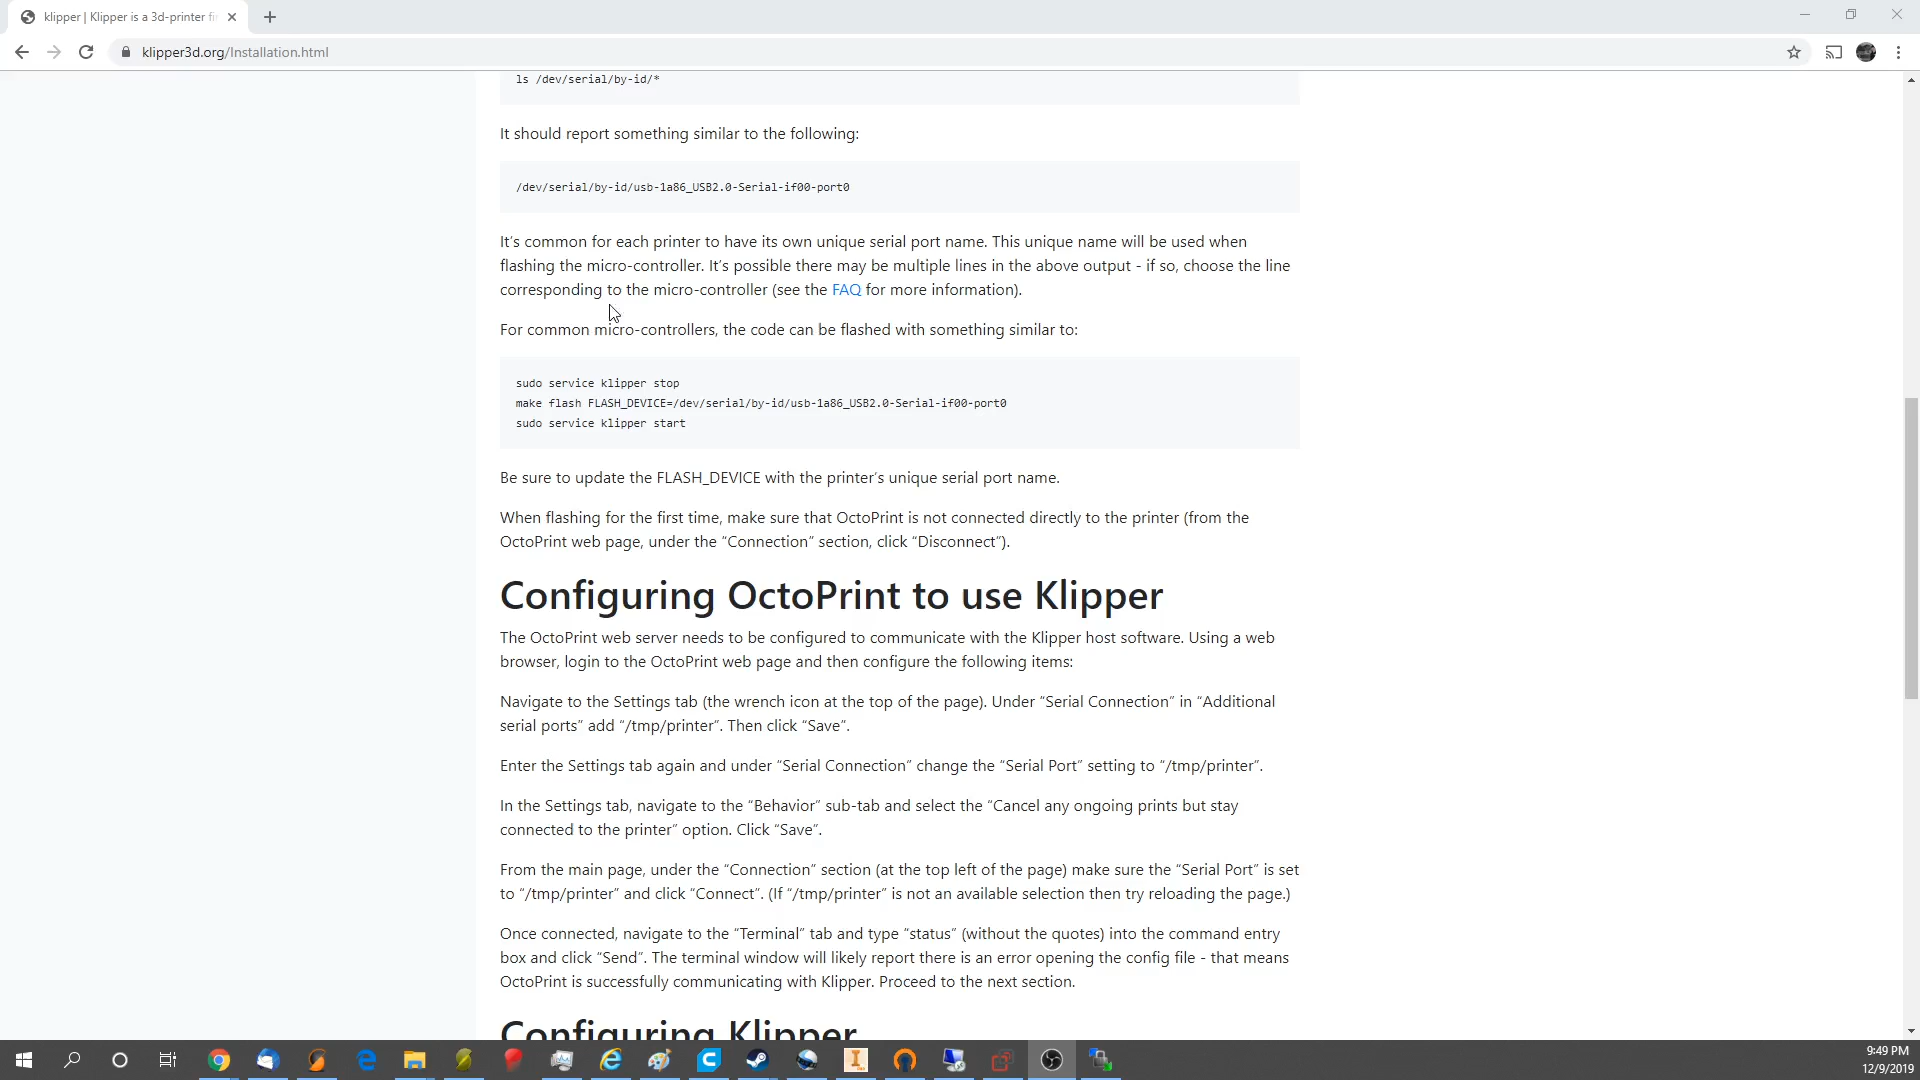 klipper | Klipper is a 3d-printer fi
klipper3d.org/Installation.html
ls /dev/serial/by-id/*
It should report something similar to the following:
/dev/serial/by-id/usb-1a86_USB2.0-Serial-if00-port0
It’s common for each printer to have its own unique serial port name. This unique name will be used when
flashing the micro-controller. It’s possible there may be multiple lines in the above output - if so, choose the line
corresponding to the micro-controller (see the FAQ for more information).
For common micro-controllers, the code can be flashed with something similar to:
sudo service klipper stop
make flash FLASH_DEVICE=/dev/serial/by-id/usb-1a86_USB2.0-Serial-if00-port0
sudo service klipper start
Be sure to update the FLASH_DEVICE with the printer’s unique serial port name.
When flashing for the first time, make sure that OctoPrint is not connected directly to the printer (from the
OctoPrint web page, under the “Connection” section, click “Disconnect”).
Configuring OctoPrint to use Klipper
The OctoPrint web server needs to be configured to communicate with the Klipper host software. Using a web
browser, login to the OctoPrint web page and then configure the following items:
Navigate to the Settings tab (the wrench icon at the top of the page). Under “Serial Connection” in “Additional
serial ports” add “/tmp/printer”. Then click “Save”.
Enter the Settings tab again and under “Serial Connection” change the “Serial Port” setting to “/tmp/printer”.
In the Settings tab, navigate to the “Behavior” sub-tab and select the “Cancel any ongoing prints but stay
connected to the printer” option. Click “Save”.
From the main page, under the “Connection” section (at the top left of the page) make sure the “Serial Port” is set
to “/tmp/printer” and click “Connect”. (If “/tmp/printer” is not an available selection then try reloading the page.)
Once connected, navigate to the “Terminal” tab and type “status” (without the quotes) into the command entry
box and click “Send”. The terminal window will likely report there is an error opening the config file - that means
OctoPrint is successfully communicating with Klipper. Proceed to the next section.
Configuring Klipper
9:49 PM
12/9/2019